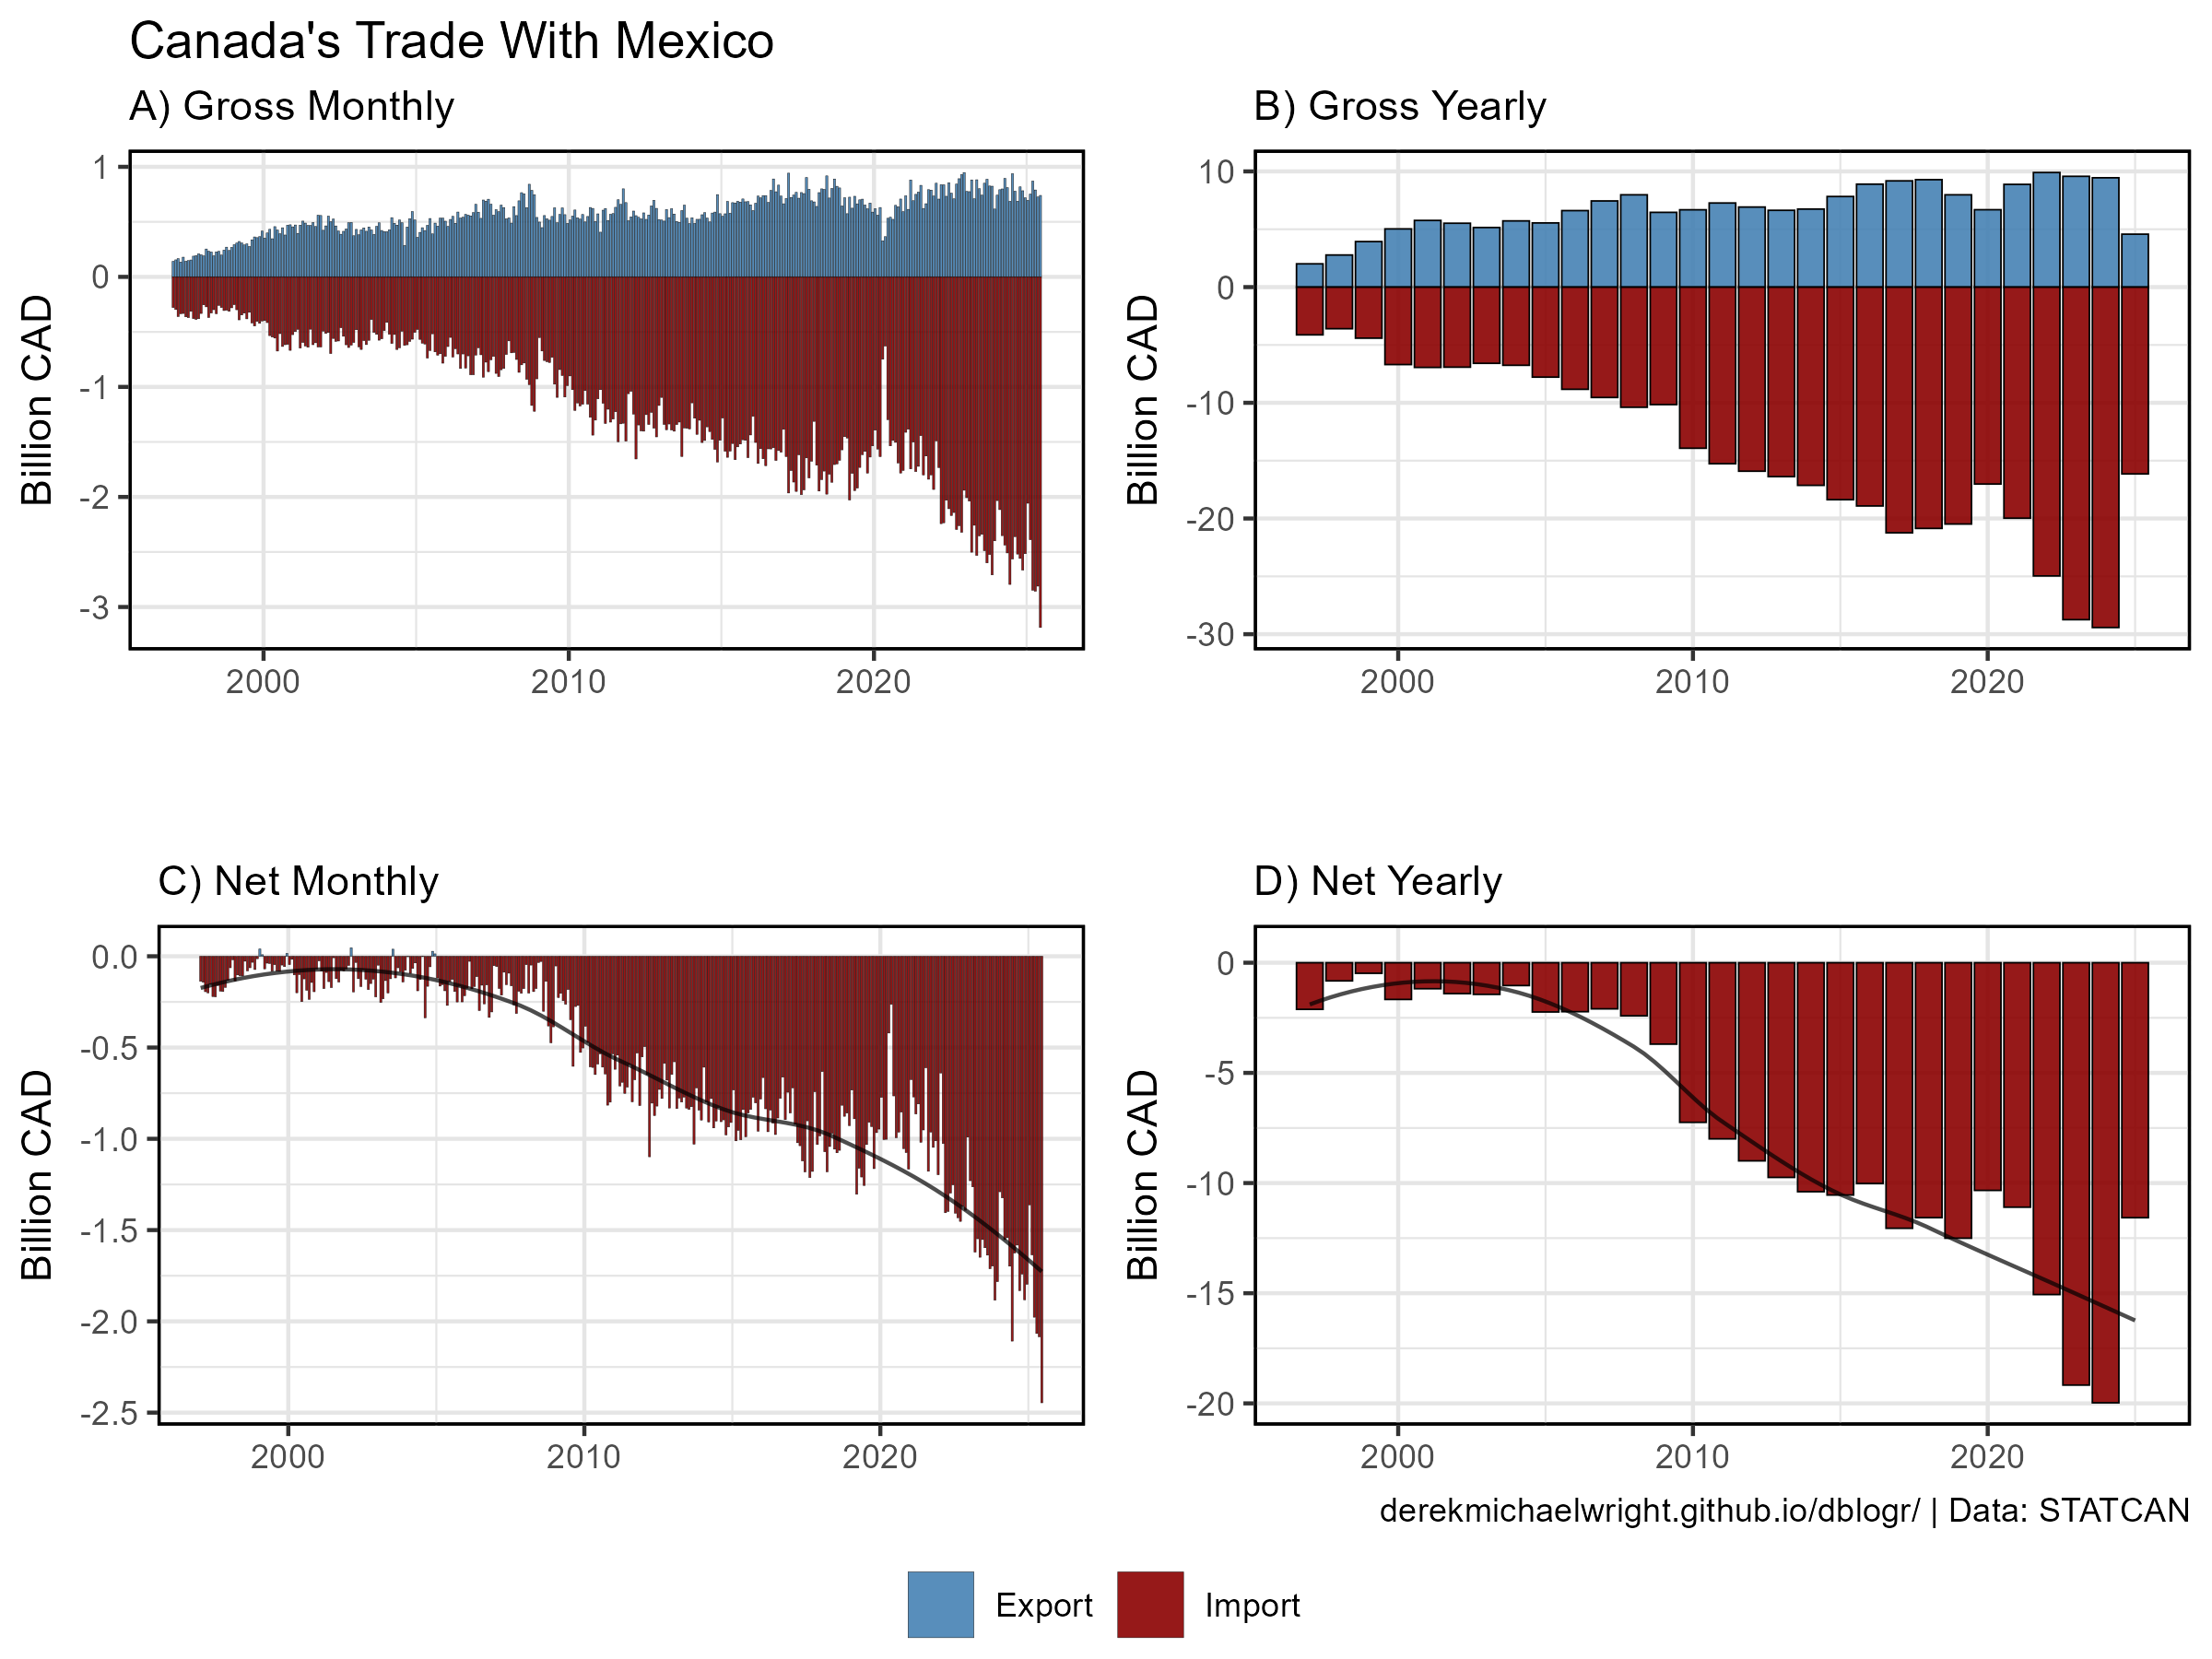 Canada's Trade With Mexico
A) Gross Monthly
1
0
-1
-2
-3
Billion CAD
2000 2010 2020
B) Gross Yearly
10
0
-10
-20
-30
Billion CAD
2000 2010 2020
C) Net Monthly
0.0
-0.5
-1.0
-1.5
-2.0
-2.5
Billion CAD
2000 2010 2020
D) Net Yearly
0
-5
-10
-15
-20
Billion CAD
2000 2010 2020
derekmichaelwright.github.io/dblogr/ | Data: STATCAN
Export Import